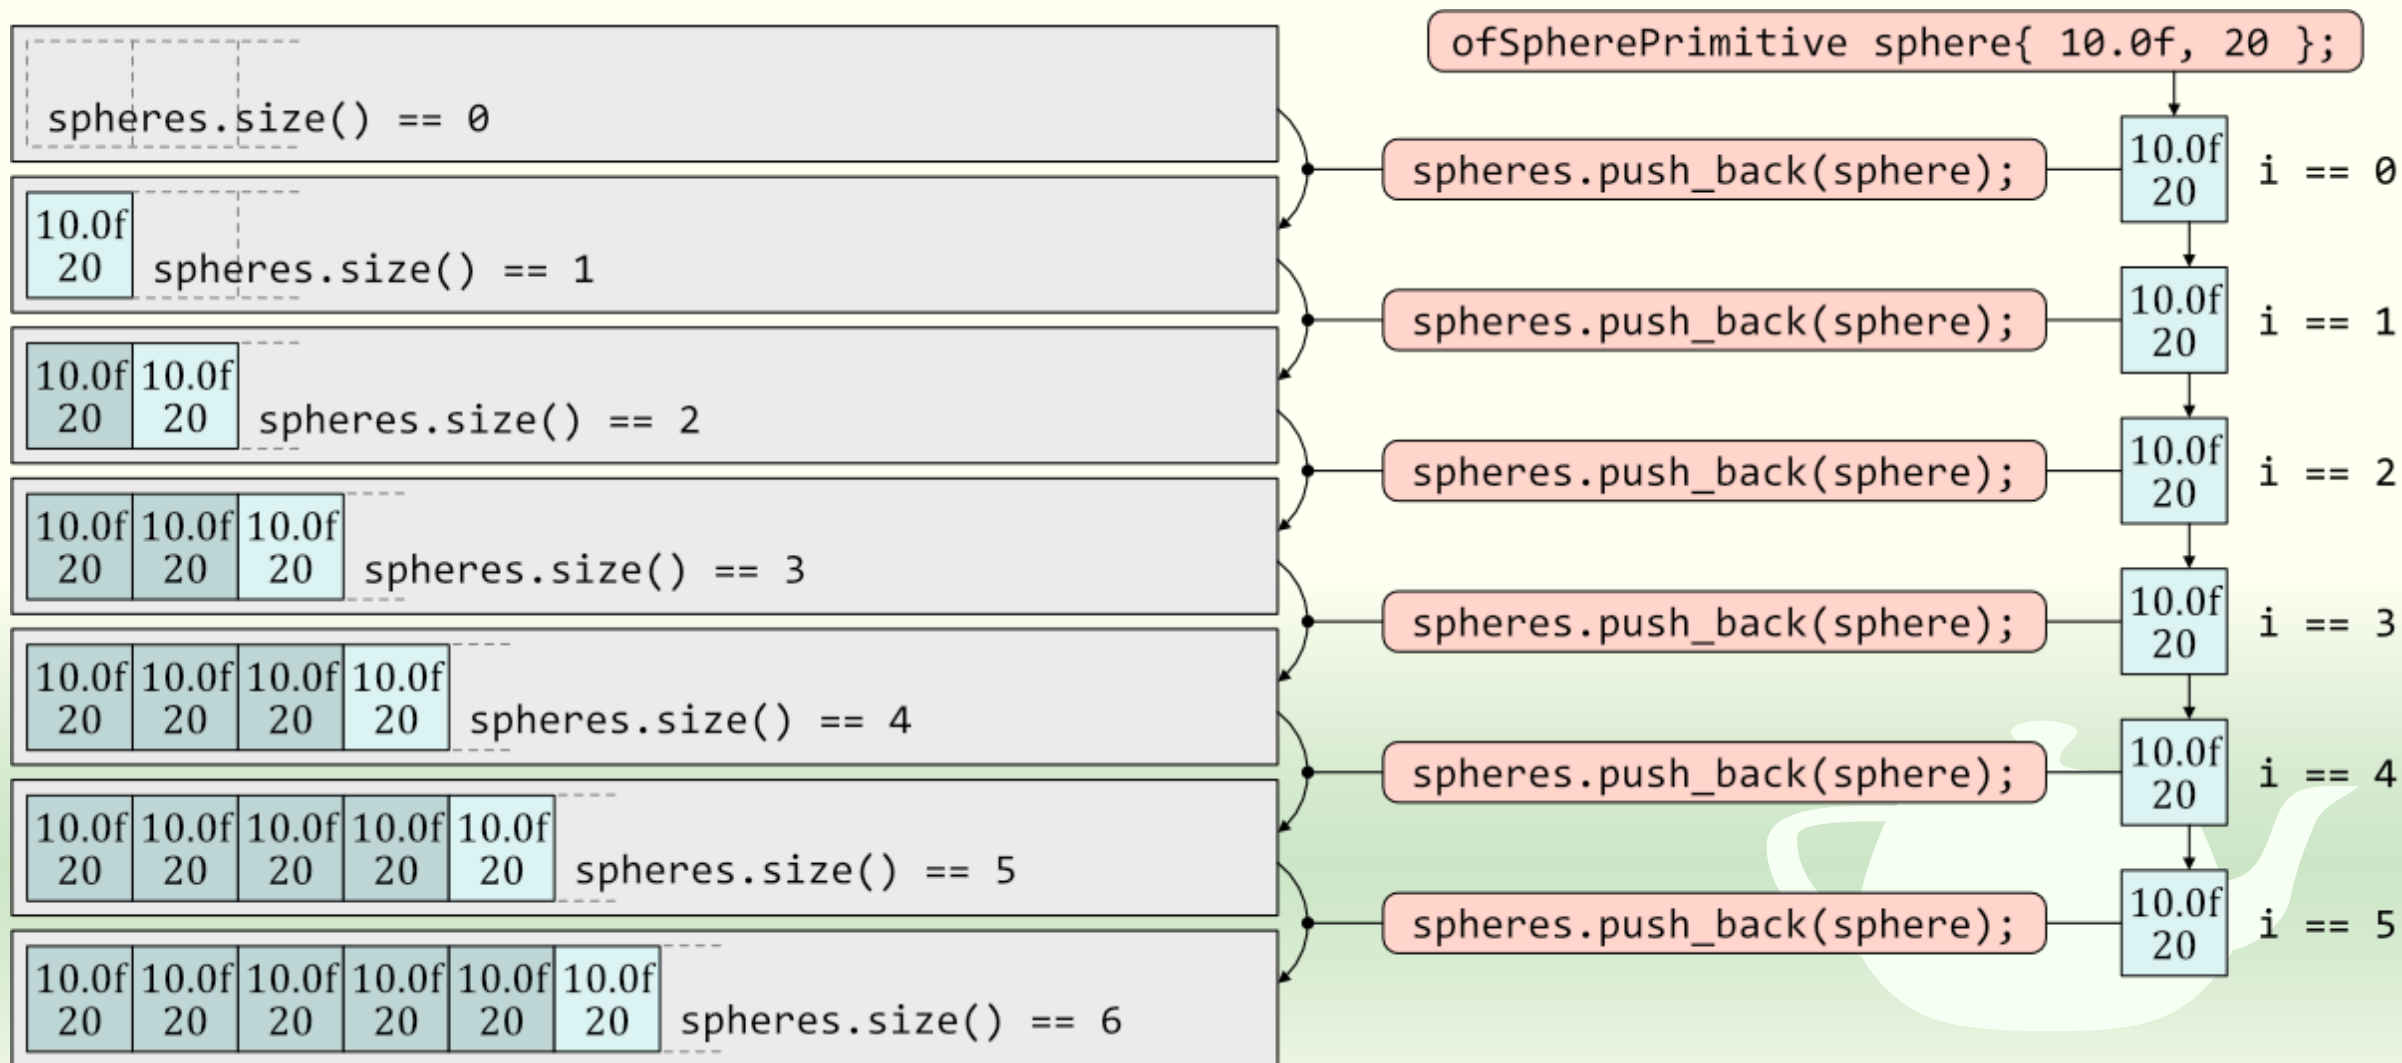 ofSpherePrimitive sphere{ 10.0f, 20 };
spheres.size() == 0
spheres.push_back(sphere);
10.0f
20
i == 0
10.0f
20
spheres.size() == 1
spheres.push_back(sphere);
10.0f
20
i == 1
10.0f 10.0f
20 20
spheres.size() == 2
spheres.push_back(sphere);
10.0f
20
i == 2
10.0f 10.0f 10.0f
20 20 20
spheres.size() == 3
spheres.push_back(sphere);
10.0f
20
i == 3
10.0f 10.0f 10.0f 10.0f
20 20 20 20
spheres.size() == 4
spheres.push_back(sphere);
10.0f
20
i == 4
10.0f 10.0f 10.0f 10.0f 10.0f
20 20 20 20 20
spheres.size() == 5
spheres.push_back(sphere);
10.0f
20
i == 5
10.0f 10.0f 10.0f 10.0f 10.0f 10.0f
20 20 20 20 20 20
spheres.size() == 6